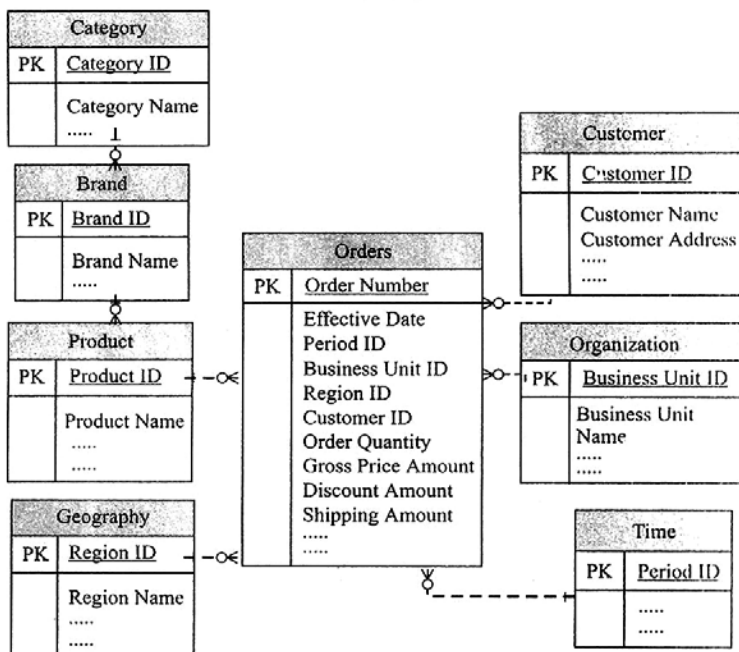 Category
PK Category ID
Category Name
.....
Brand
PK Brand ID
Brand Name
.....
Product
PK Product ID
Product Name
.....
.....
Geography
PK Region ID
Region Name
.....
.....
Orders
PK Order Number
Effective Date
Period ID
Business Unit ID
Region ID
Customer ID
Order Quantity
Gross Price Amount
Discount Amount
Shipping Amount
.....
.....
Customer
PK Customer ID
Customer Name
Customer Address
.....
.....
Organization
PK Business Unit ID
Business Unit
Name
.....
.....
Time
PK Period ID
.....
.....